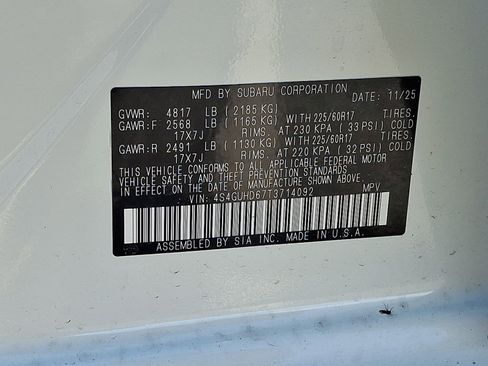 MFD BY SUBARU CORPORATION DATE: 11/25
GVWR: 4817 LB (2185 KG)
GAWR:F 2568 LB (1165 KG) WITH 225/60R17 TIRES.
17X7J RIMS. AT 230 KPA (33 PSI) COLD
GAWR:R 2491 LB (1130 KG) WITH 225/60R17 TIRES.
17X7J RIMS. AT 220 KPA (32 PSI) COLD
THIS VEHICLE CONFORMS TO ALL APPLICABLE FEDERAL MOTOR
VEHICLE SAFETY AND THEFT PREVENTION STANDARDS IN EFFECT
ON THE DATE OF MANUFACTURE SHOWN ABOVE.
VIN: 4S4GUHD67T3714092 MPV
ASSEMBLED BY SIA INC. MADE IN U.S.A.